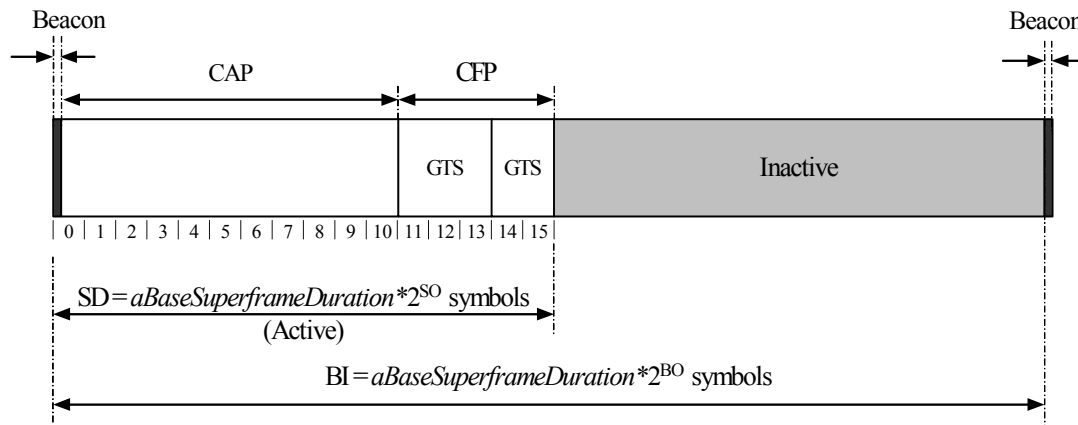 Beacon Beacon
CAP CFP
GTS GTS Inactive
0 1 2 3 4 5 6 7 8 9 10 11 12 13 14 15
SD=aBaseSuperframeDuration*2^SO symbols
(Active)
BI=aBaseSuperframeDuration*2^BO symbols